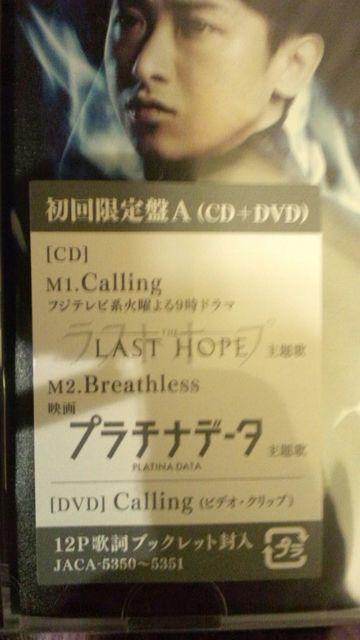 初回限定盤A(CD+DVD)
[CD]
M1.Calling
フジテレビ系火曜よる9時ドラマ
ラストホープ
THE
LAST HOPE 主題歌
M2.Breathless
映画
プラチナデータ 主題歌
PLATINA DATA
[DVD] Calling (ビデオ・クリップ)
12P歌詞ブックレット封入
JACA-5350~5351
プラ